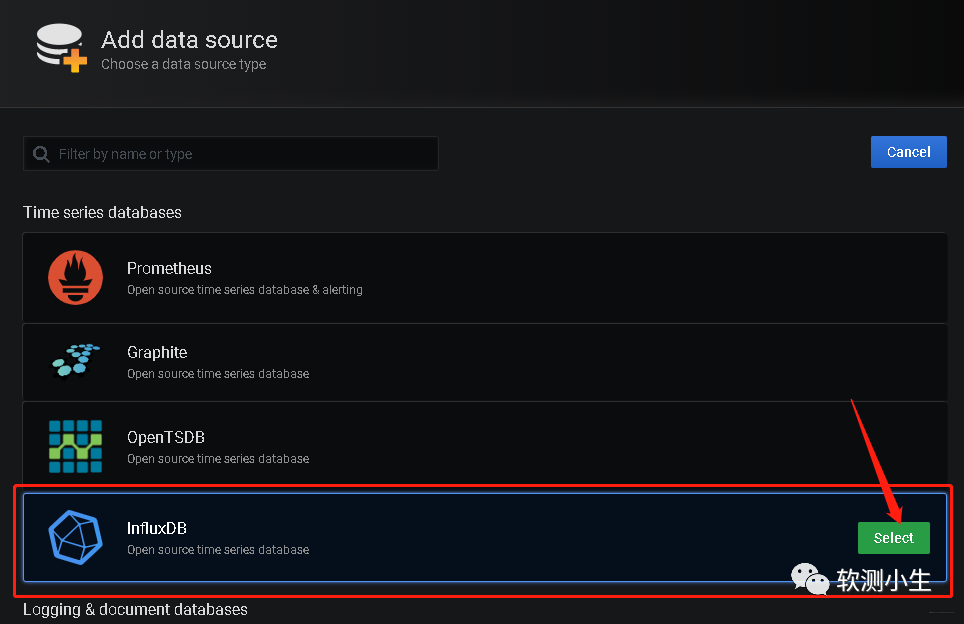 Add data source
Choose a data source type
Filter by name or type
Cancel
Time series databases
Prometheus
Open source time series database & alerting
Graphite
Open source time series database
OpenTSDB
Open source time series database
InfluxDB
Open source time series database
Select
软测小生
Logging & document databases